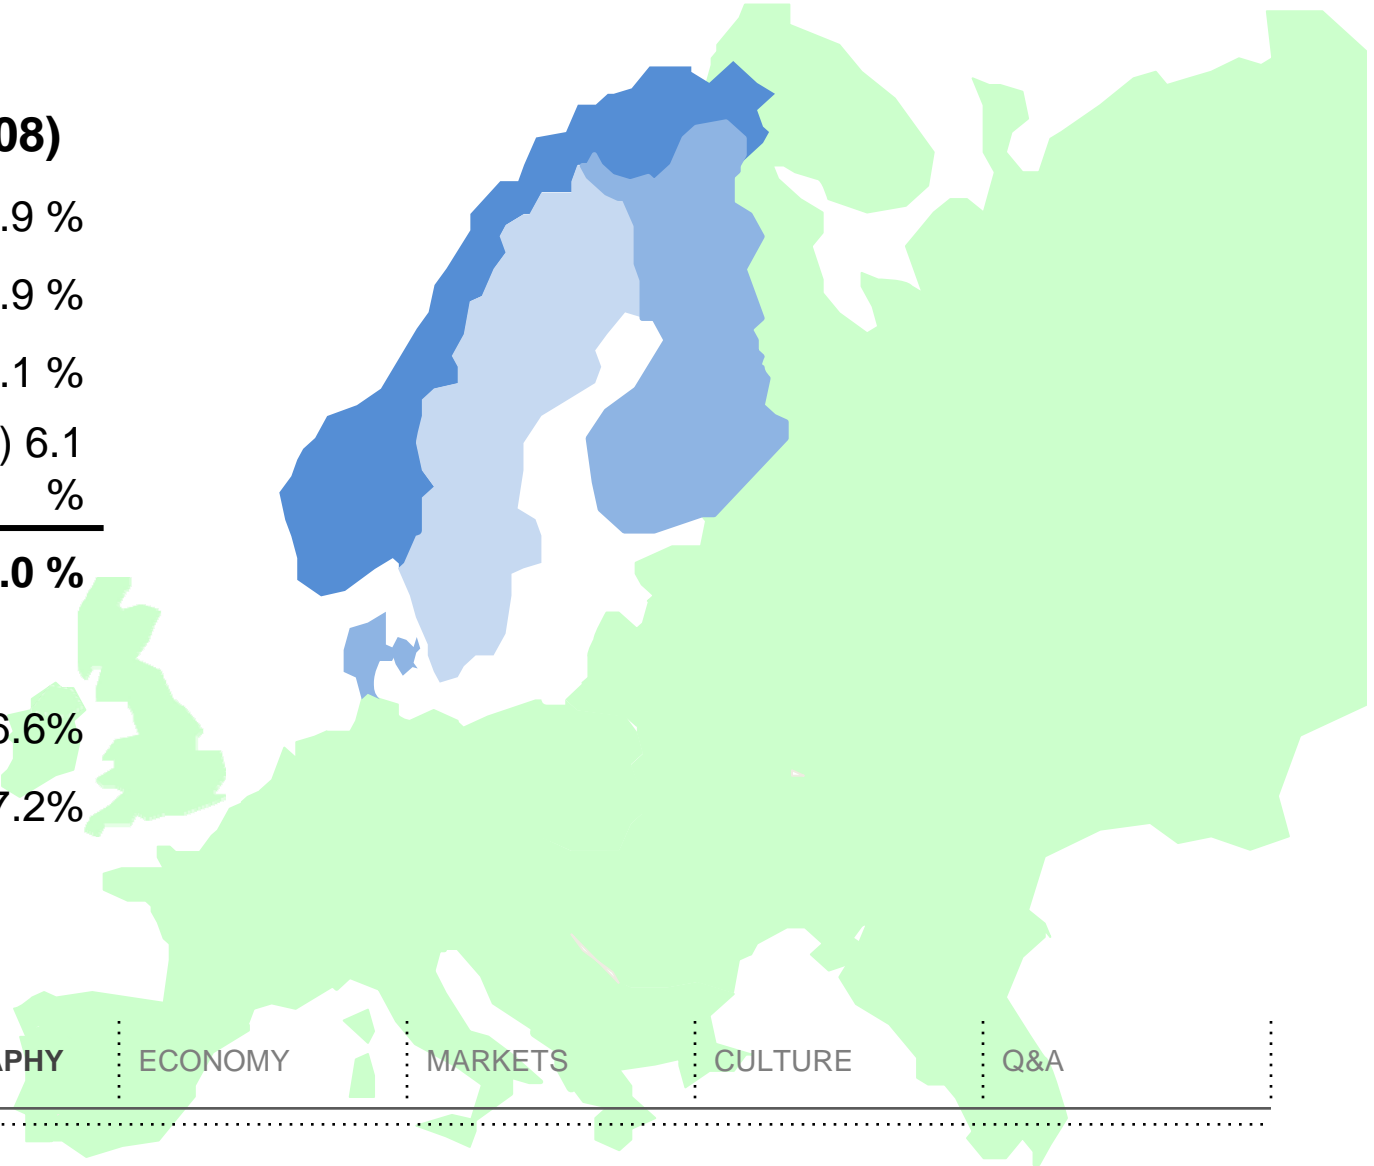 08)
.9 %
.9 %
.1 %
) 6.1
%
.0 %
6.6%
7.2%
APHY
ECONOMY
MARKETS
CULTURE
Q&A